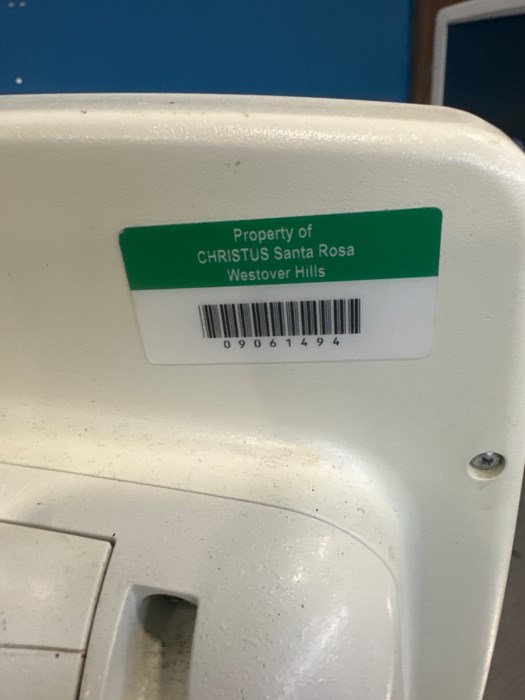 Property of
CHRISTUS Santa Rosa
Westover Hills
09061494